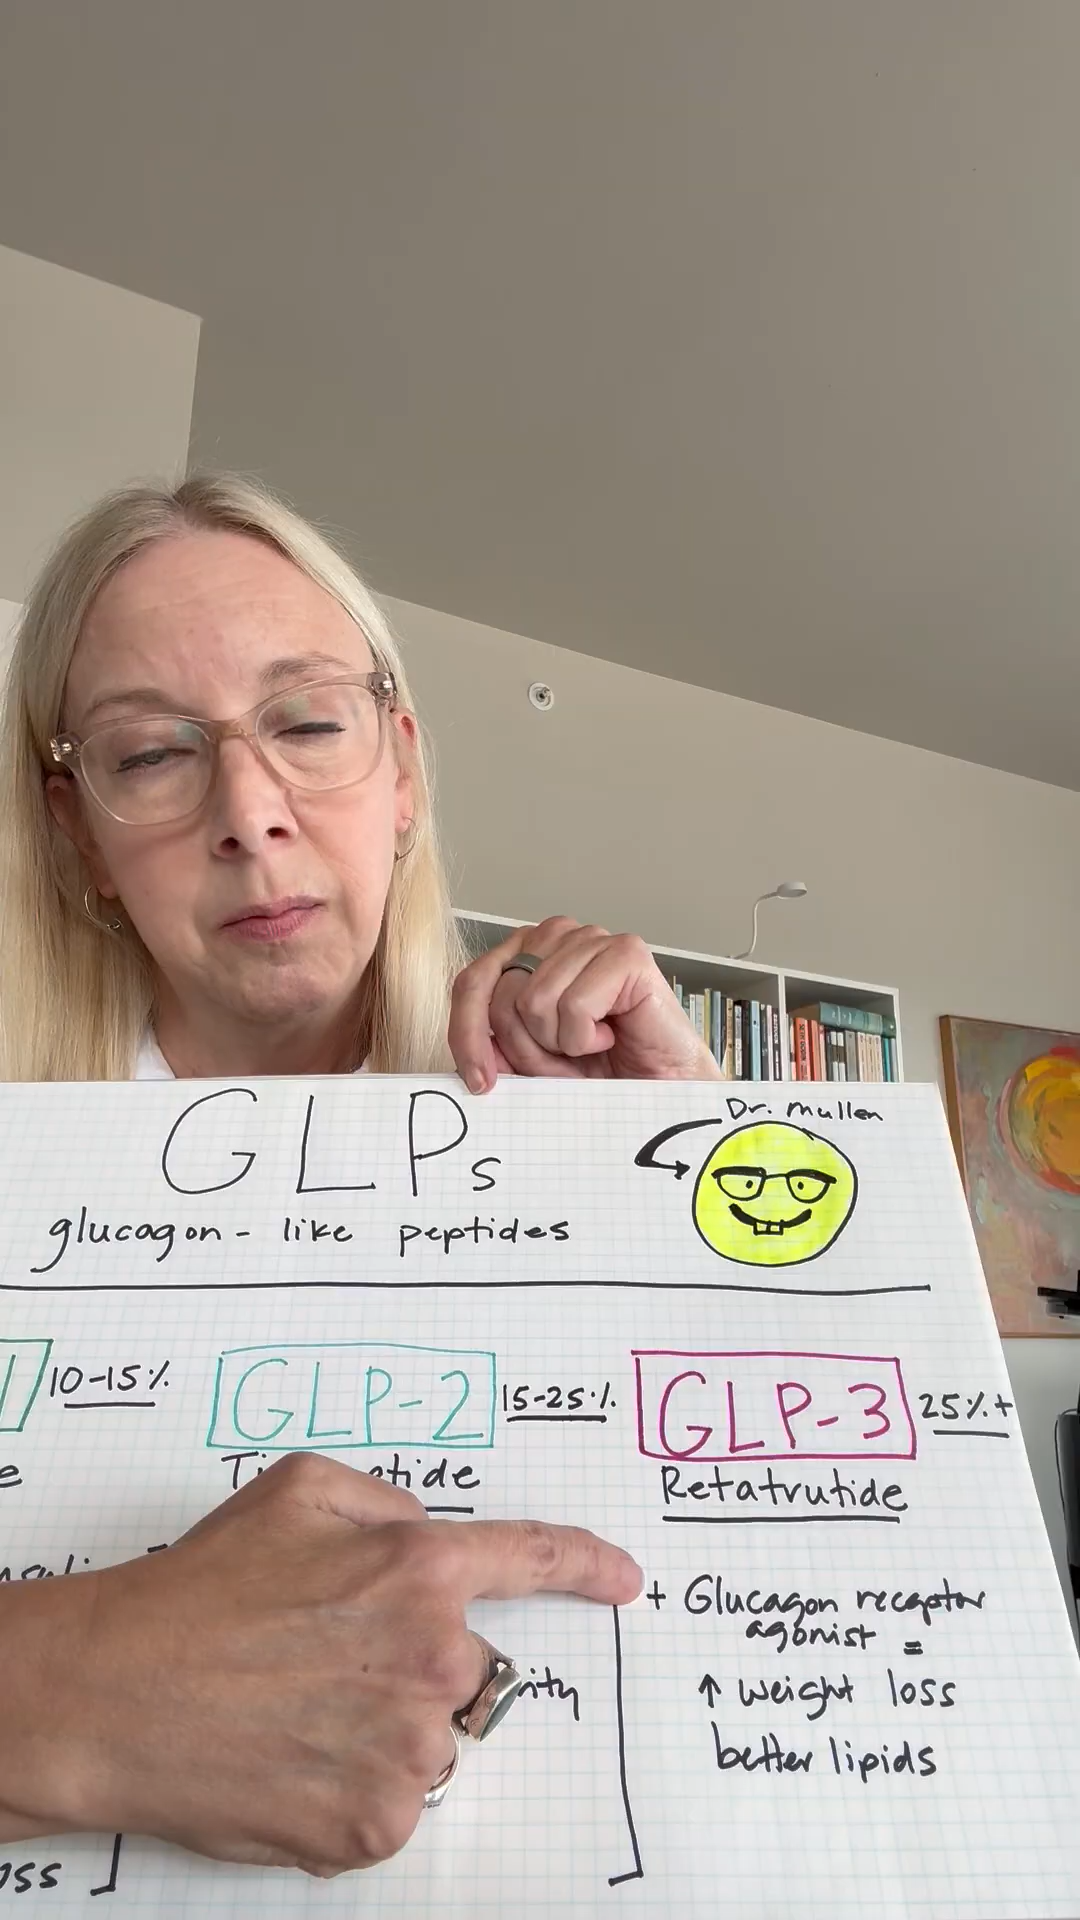 GLPs
Dr. Mullen
glucagon-like peptides
10-15%
GLP-2
15-25%
GLP-3
25%+
Retatrutide
+ Glucagon receptor
agonist =
↑ weight loss
better lipids